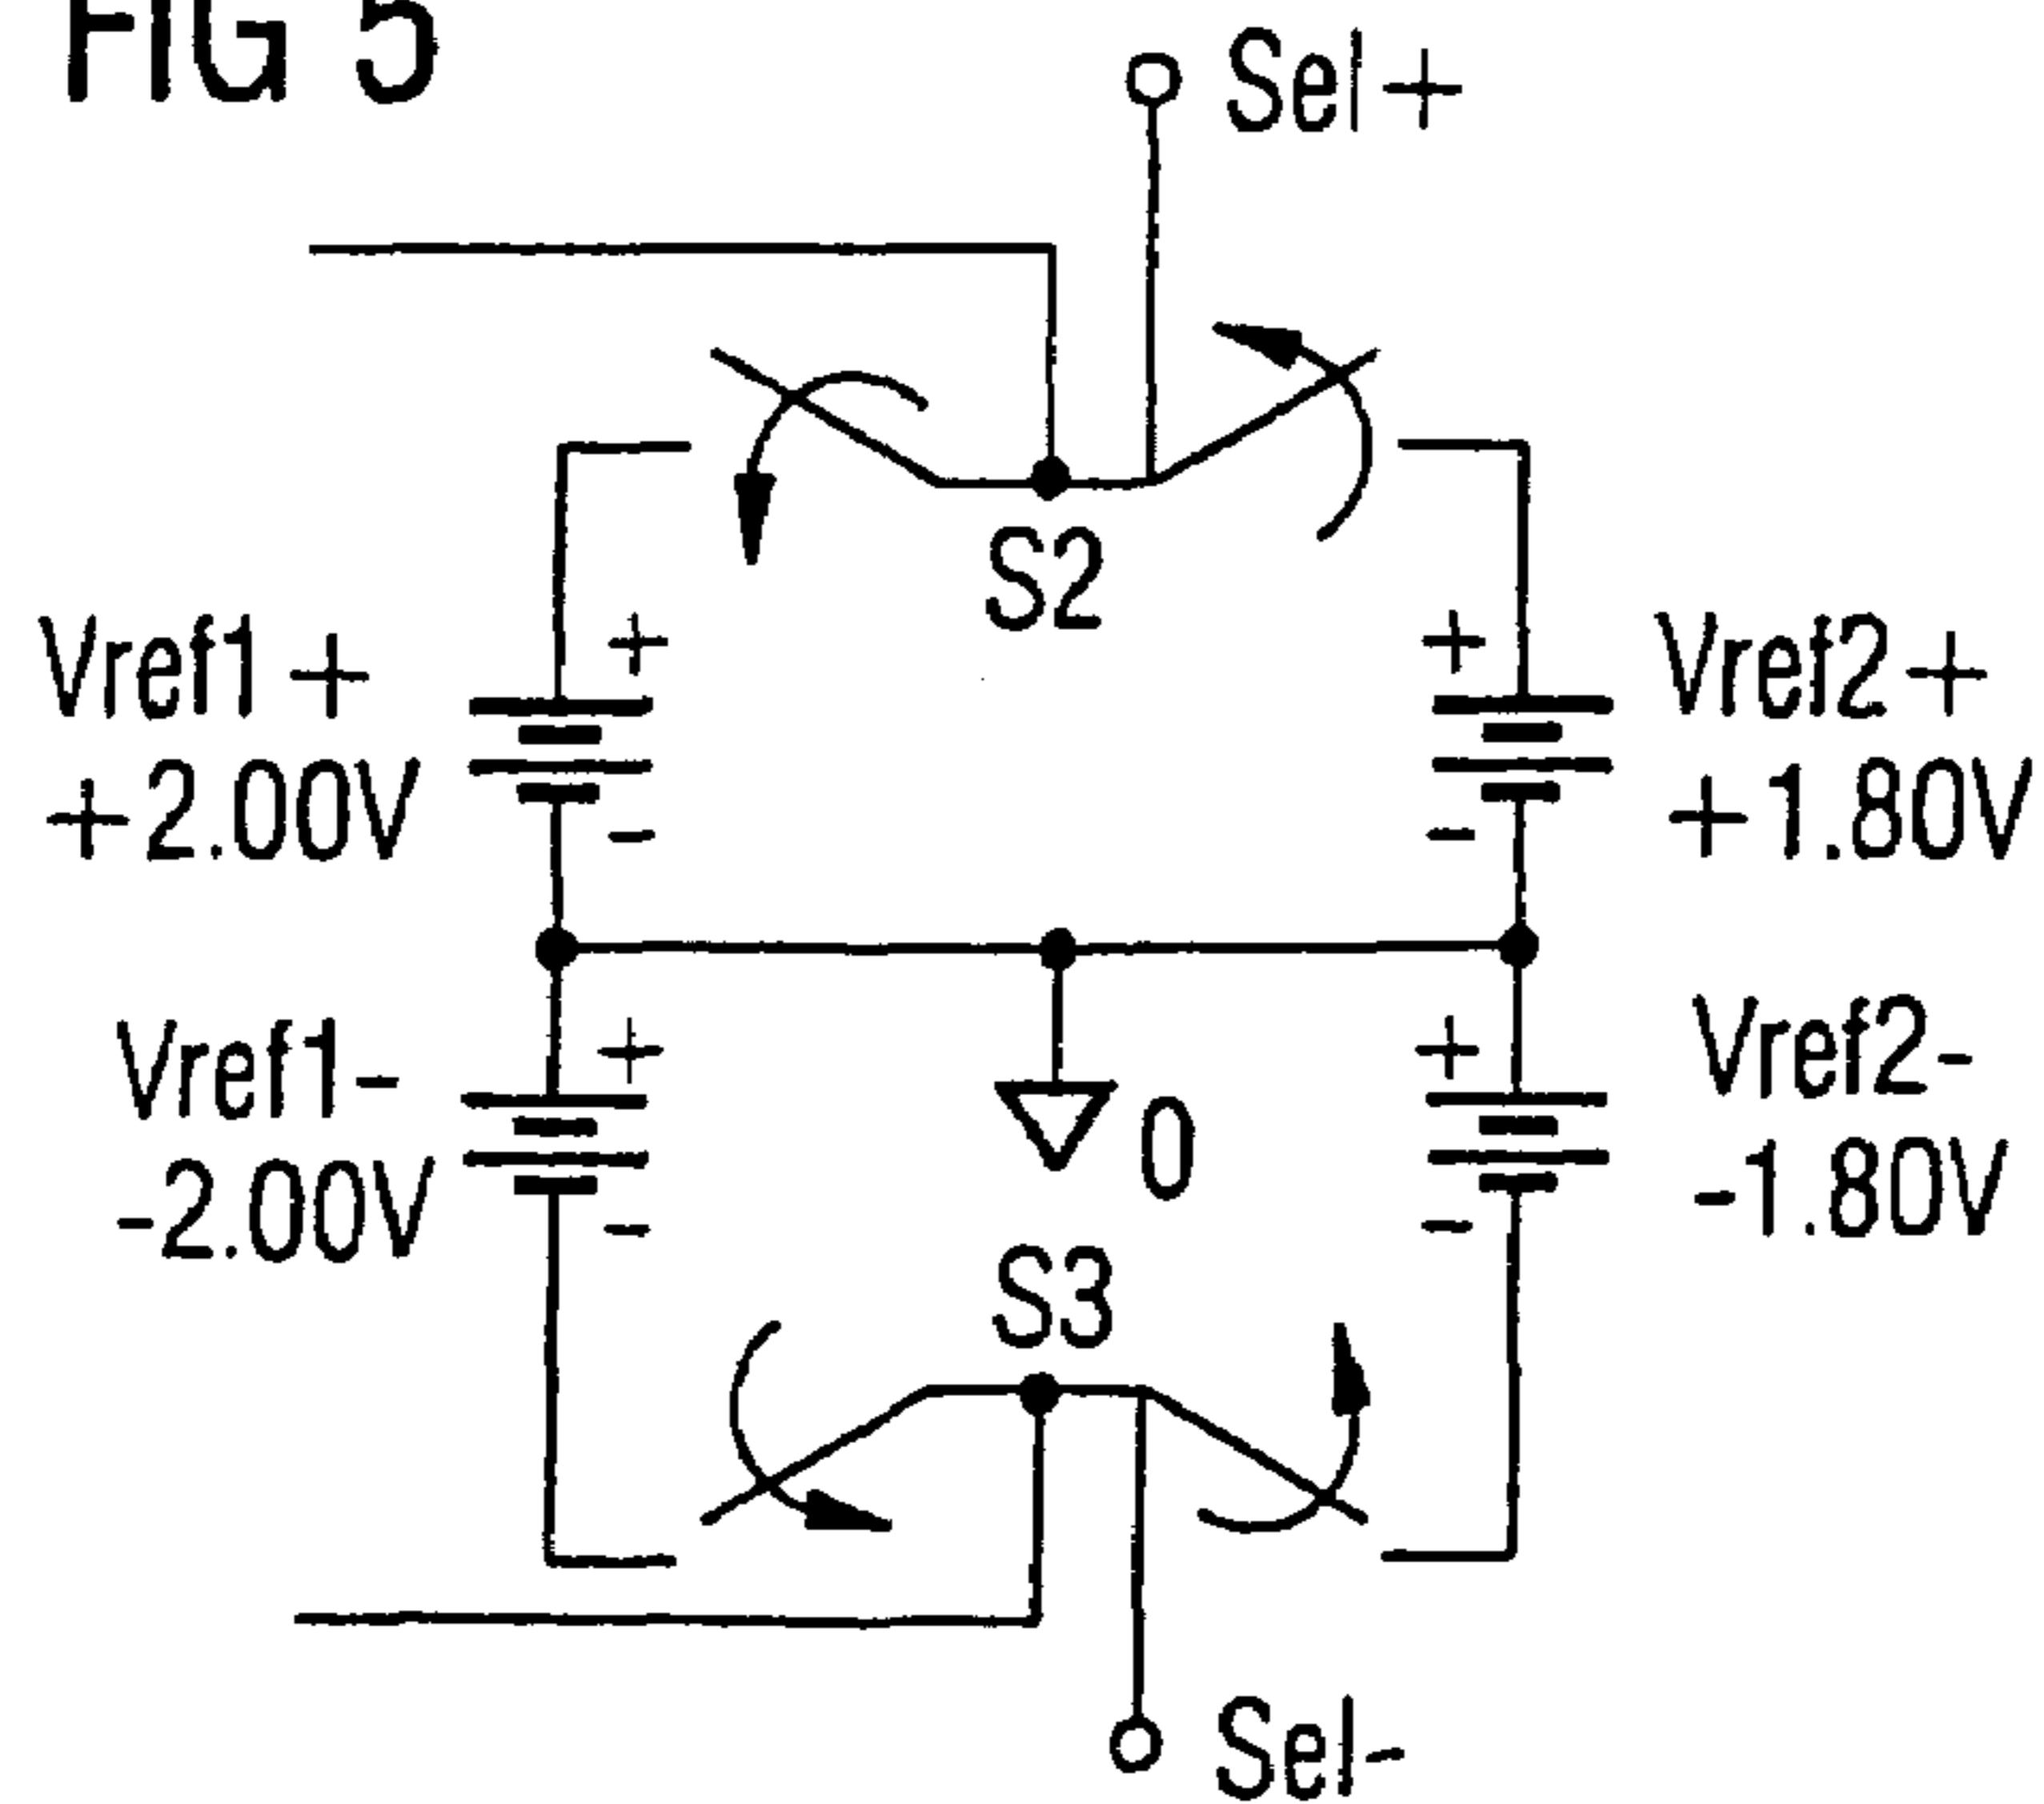 FIG 5
Sel+
S2
Vref1+
+2.00V
+
-
+
-
Vref2+
+1.80V
Vref1-
-2.00V
+
-
0
+
-
Vref2-
-1.80V
S3
Sel-